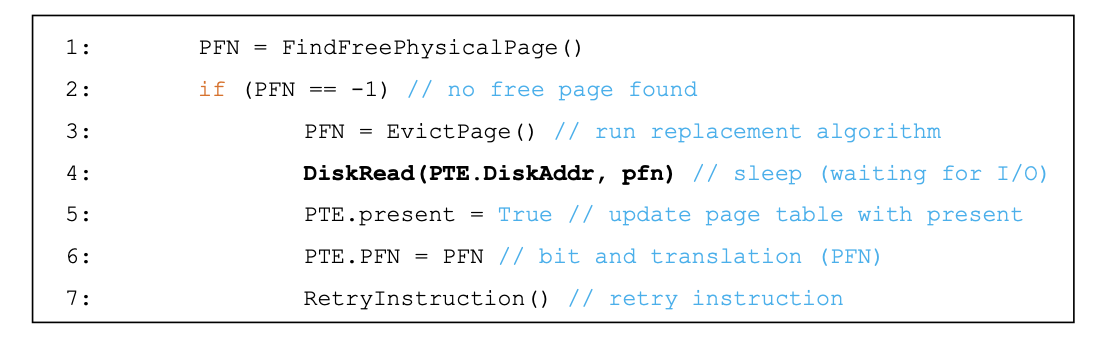 1: PFN = FindFreePhysicalPage()
2: if (PFN == -1) // no free page found
3: PFN = EvictPage() // run replacement algorithm
4: DiskRead(PTE.DiskAddr, pfn) // sleep (waiting for I/O)
5: PTE.present = True // update page table with present
6: PTE.PFN = PFN // bit and translation (PFN)
7: RetryInstruction() // retry instruction